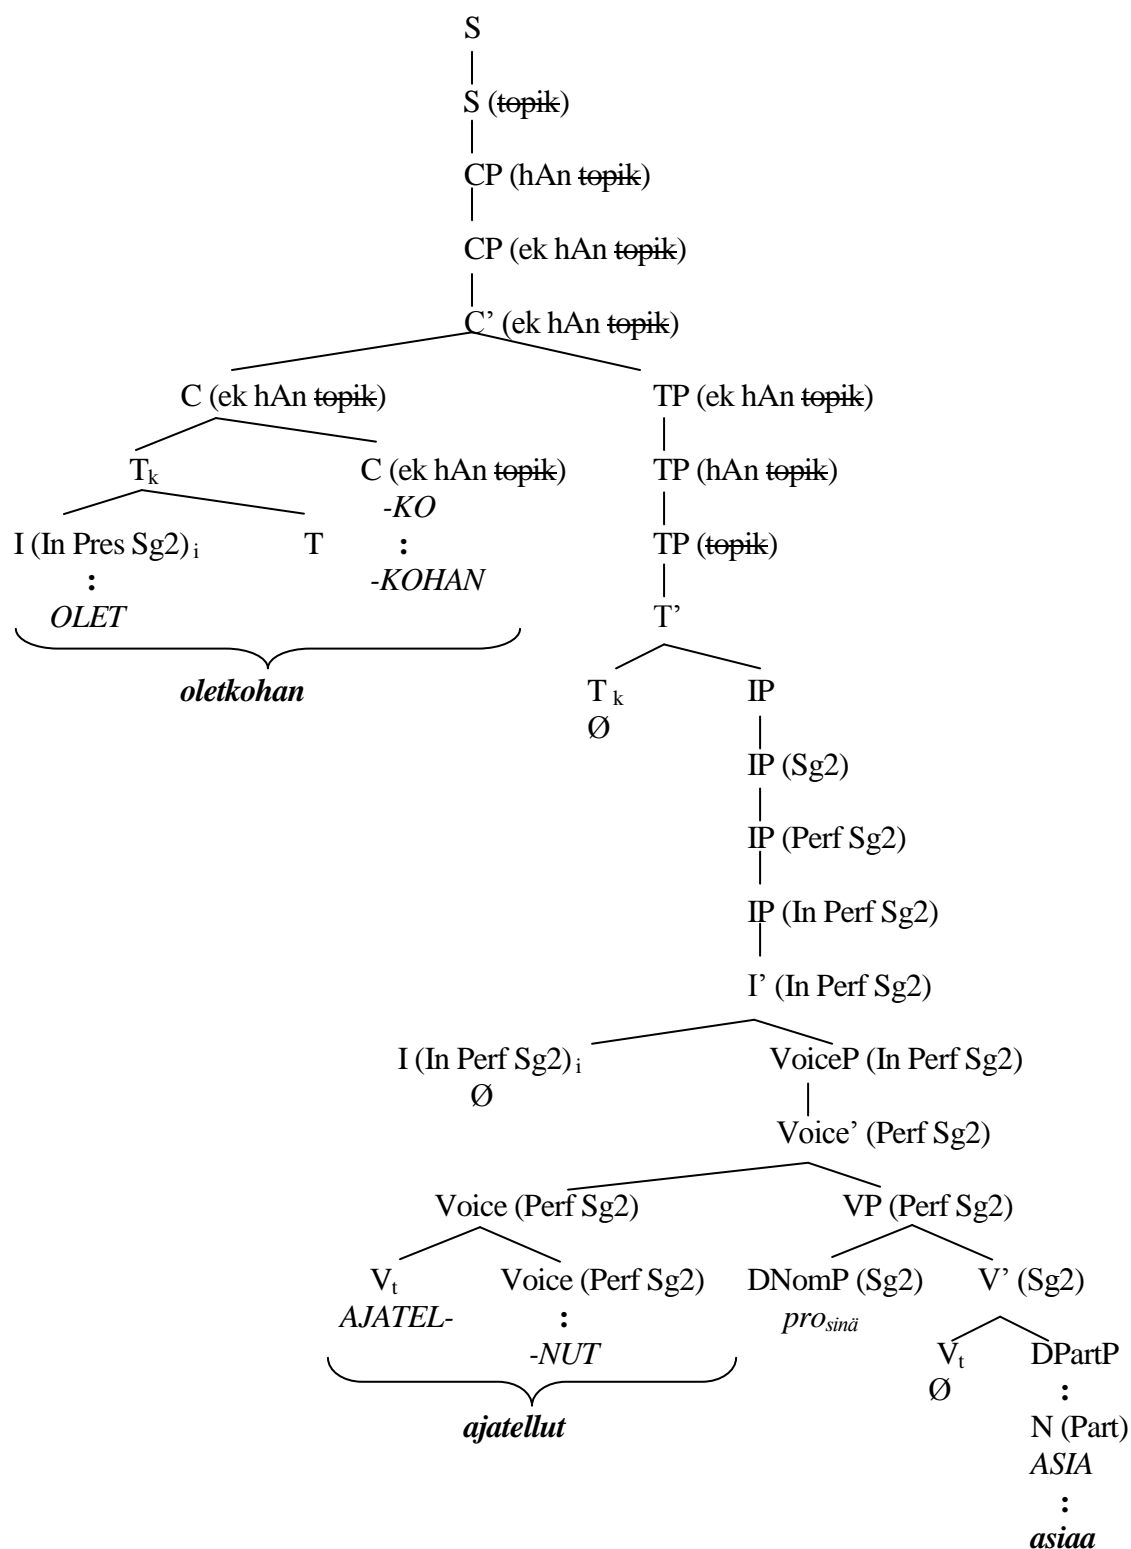 S
S (topik)
CP (hAn topik)
CP (ek hAn topik)
C’ (ek hAn topik)
C (ek hAn topik) TP (ek hAn topik)
Tk C (ek hAn topik) TP (hAn topik)
-KO
I (In Pres Sg2) i T : TP (topik)
: -KOHAN
OLET T’
oletkohan T k IP
Ø
IP (Sg2)
IP (Perf Sg2)
IP (In Perf Sg2)
I’ (In Perf Sg2)
I (In Perf Sg2) i VoiceP (In Perf Sg2)
Ø
Voice’ (Perf Sg2)
Voice (Perf Sg2) VP (Perf Sg2)
Vt Voice (Perf Sg2) DNomP (Sg2) V’ (Sg2)
AJATEL- : prosinä
-NUT Vt DPartP
Ø :
ajatellut N (Part)
ASIA
:
asiaa